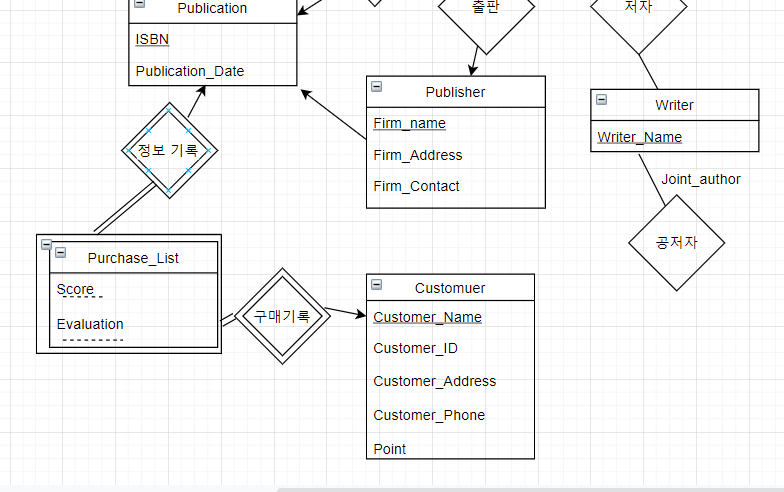 Publication
ISBN
Publication_Date
출판
저자
Publisher
Firm_name
Firm_Address
Firm_Contact
Writer
Writer_Name
Joint_author
공저자
정보 기록
Purchase_List
Score
Evaluation
구매기록
Customuer
Customer_Name
Customer_ID
Customer_Address
Customer_Phone
Point